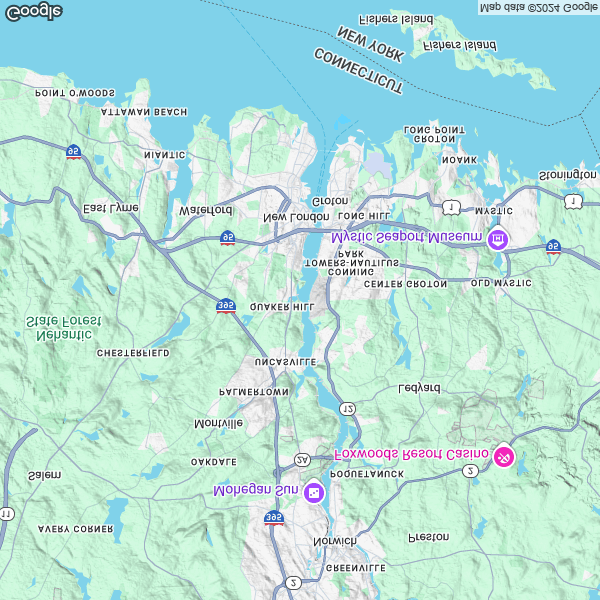 Google
Map data ©2024 Google
Fishers Island
Fishers Island
NEW YORK
CONNECTICUT
POINT O'WOODS
ATTAWAN BEACH
LONG POINT
GROTON
95
NIANTIC
NOANK
Stonington
East Lyme
Waterford
New London
Groton
LONG HILL
1
MYSTIC
1
95
Mystic Seaport Museum
95
PARK
TOWERS-NAUTILUS
CONNING
CENTER GROTON
OLD MYSTIC
395
QUAKER HILL
State Forest
Nehantic
CHESTERFIELD
UNCASVILLE
PALMERTOWN
Ledyard
12
Montville
Foxwoods Resort Casino
OAKDALE
2A
Salem
POQUETANUCK
2
Mohegan Sun
11
395
AVERY CORNER
Norwich
Preston
GREENVILLE
2